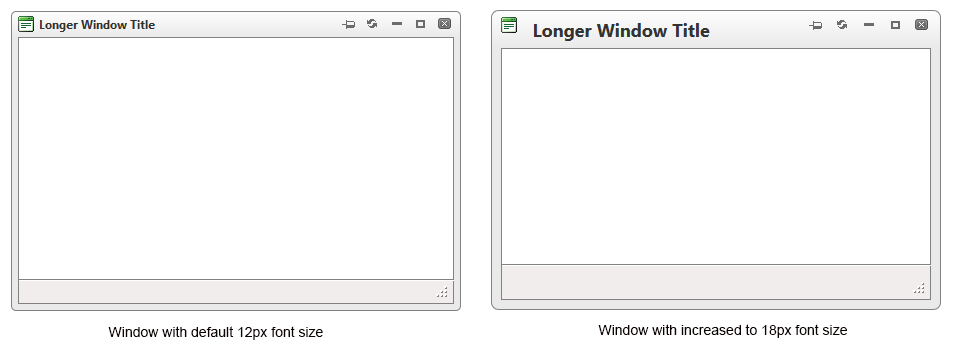 Longer Window Title
Longer Window Title
Window with default 12px font size
Window with increased to 18px font size